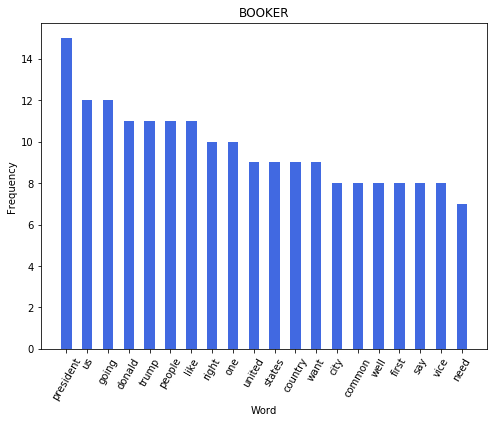 BOOKER
Frequency
14
12
10
8
6
4
2
0
president us going donald trump people like right one united states country want city common well first say vice need
Word